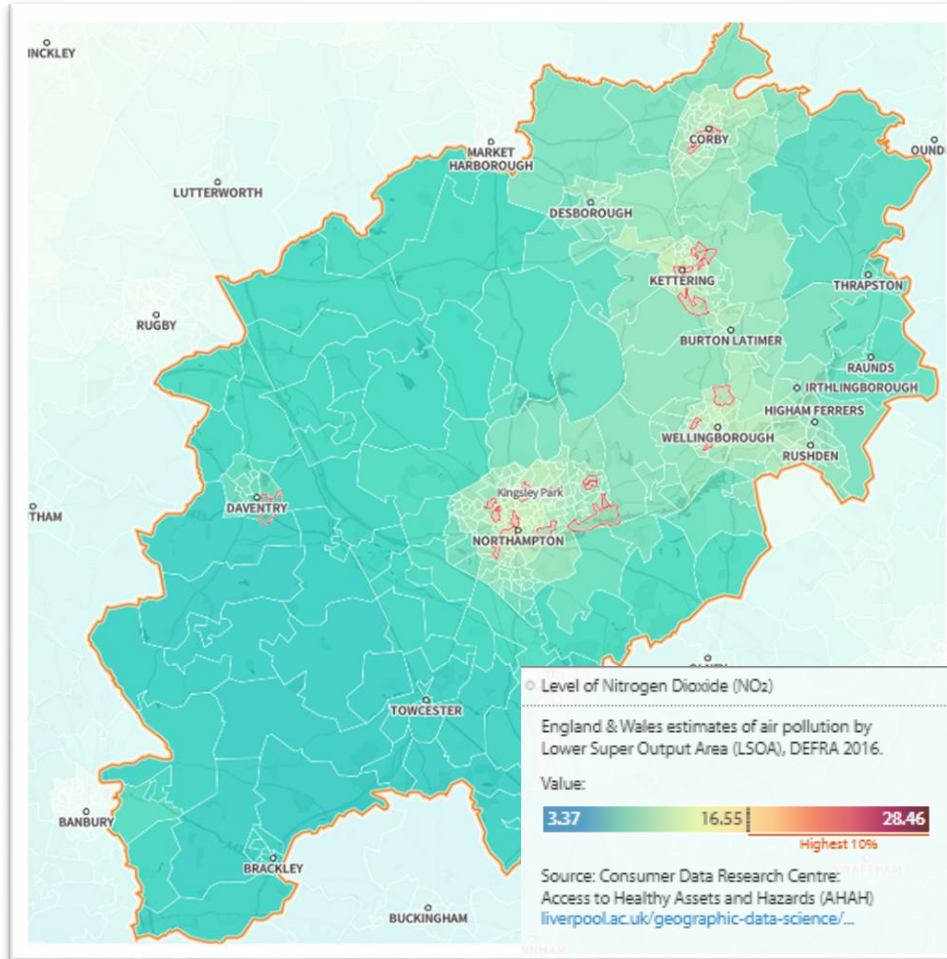 INCKLEY
MARKET
HARBOROUGH
CORBY
OUND
LUTTERWORTH
DESBOROUGH
KETTERING
THRAPSTON
RUGBY
BURTON LATIMER
RAUNDS
IRTHLINGBOROUGH
HIGHAM FERRERS
WELLINGBOROUGH
RUSHDEN
Kingsley Park
DAVENTRY
THAM
NORTHAMPTON
TOWCESTER
BANBURY
BRACKLEY
BUCKINGHAM
Level of Nitrogen Dioxide (NO₂)
England & Wales estimates of air pollution by
Lower Super Output Area (LSOA), DEFRA 2016.
Value:
3.37 16.55 28.46
Highest 10%
Source: Consumer Data Research Centre:
Access to Healthy Assets and Hazards (AHAH)
liverpool.ac.uk/geographic-data-science/...